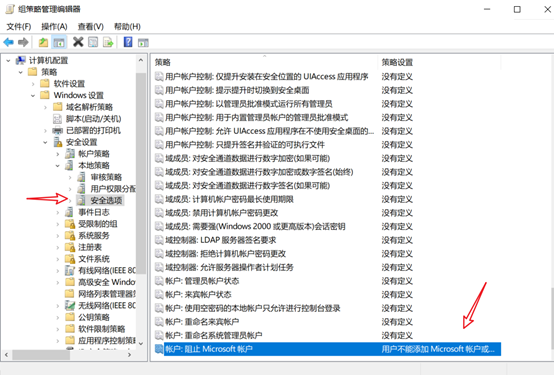 组策略管理编辑器
文件(F) 操作(A) 查看(V) 帮助(H)
计算机配置
策略
软件设置
Windows 设置
域名解析策略
脚本(启动/关机)
已部署的打印机
安全设置
帐户策略
本地策略
审核策略
用户权限分配
安全选项
事件日志
受限制的组
系统服务
注册表
文件系统
有线网络(IEEE 80
高级安全 Window
网络列表管理器
无线网络(IEEE 80
公钥策略
软件限制策略
应用程序控制策略
策略 策略设置
用户帐户控制: 仅提升安装在安全位置的 UIAccess 应用程序 没有定义
用户帐户控制: 提示提升时切换到安全桌面 没有定义
用户帐户控制: 以管理员批准模式运行所有管理员 没有定义
用户帐户控制: 用于内置管理员帐户的管理员批准模式 没有定义
用户帐户控制: 允许 UIAccess 应用程序在不使用安全桌面的... 没有定义
用户帐户控制: 只提升签名并验证的可执行文件 没有定义
域成员: 对安全通道数据进行数字加密(如果可能) 没有定义
域成员: 对安全通道数据进行数字加密或数字签名(始终) 没有定义
域成员: 对安全通道数据进行数字签名(如果可能) 没有定义
域成员: 计算机帐户密码最长使用期限 没有定义
域成员: 禁用计算机帐户密码更改 没有定义
域成员: 需要强(Windows 2000 或更高版本)会话密钥 没有定义
域控制器: LDAP 服务器签名要求 没有定义
域控制器: 拒绝计算机帐户密码更改 没有定义
域控制器: 允许服务器操作者计划任务 没有定义
帐户: 管理员帐户状态 没有定义
帐户: 来宾帐户状态 没有定义
帐户: 使用空密码的本地帐户只允许进行控制台登录 没有定义
帐户: 重命名来宾帐户 没有定义
帐户: 重命名系统管理员帐户 没有定义
帐户: 阻止 Microsoft 帐户 用户不能添加 Microsoft 帐户或...